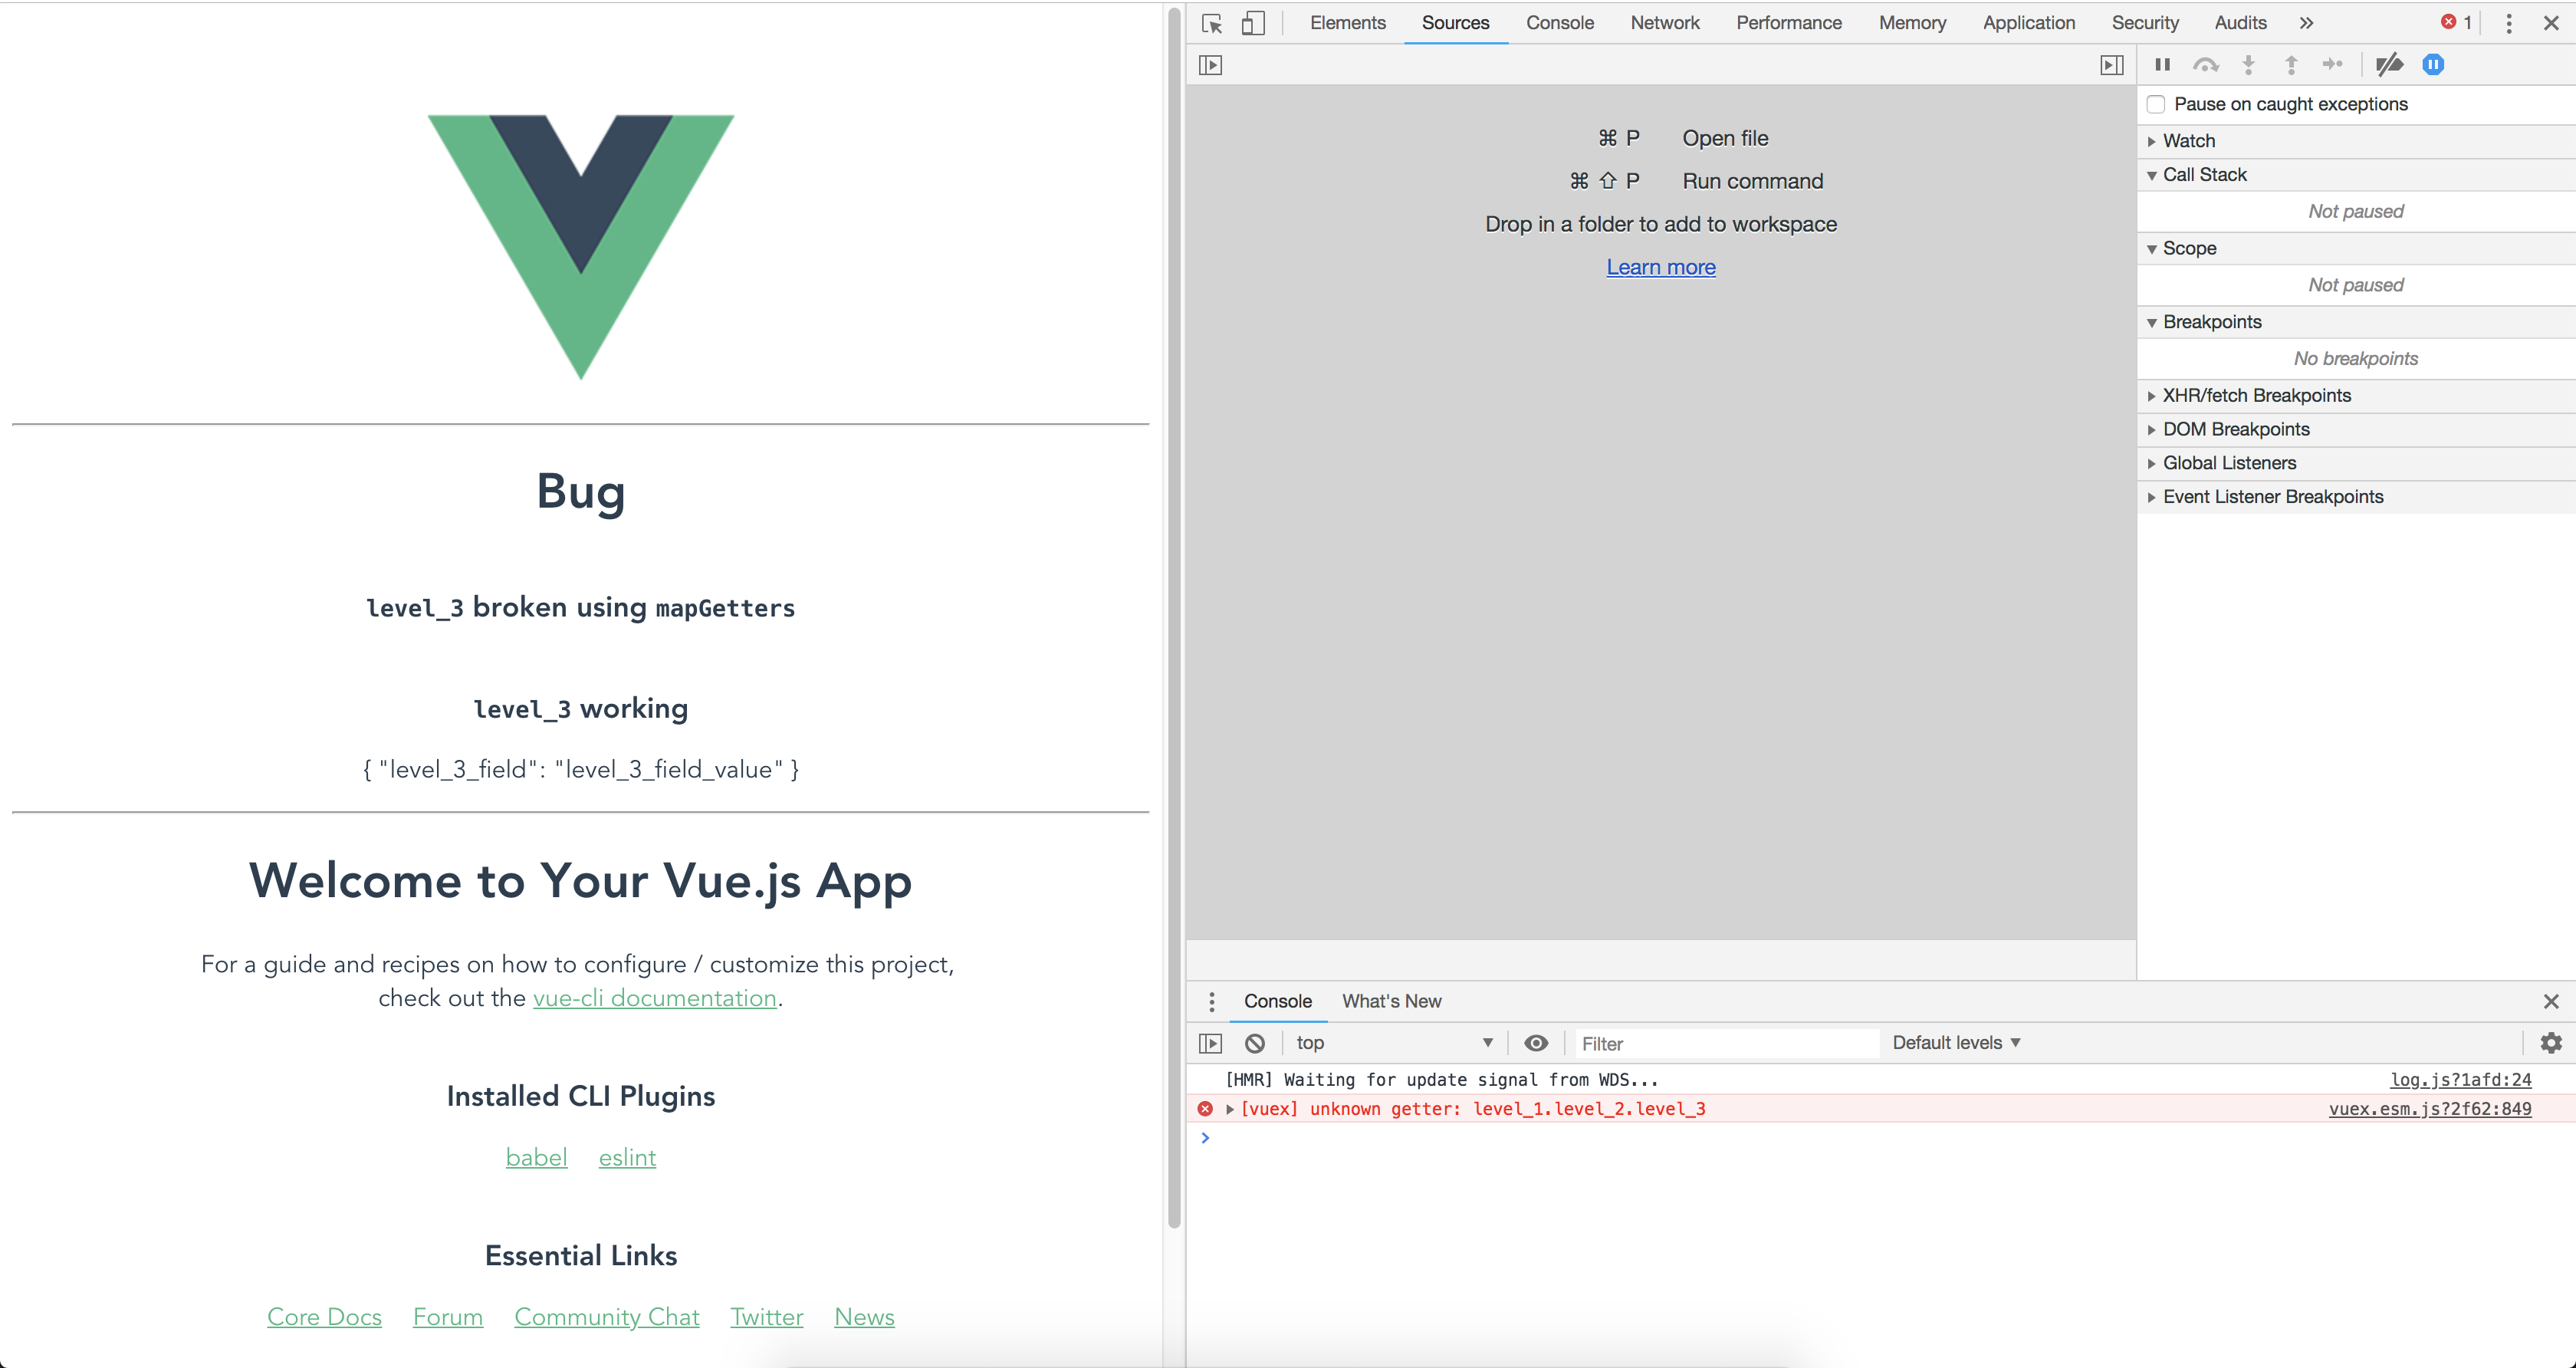 Bug
level_3 broken using mapGetters
level_3 working
{ "level_3_field": "level_3_field_value" }
Welcome to Your Vue.js App
For a guide and recipes on how to configure / customize this project,
check out the vue-cli documentation.
Installed CLI Plugins
babel eslint
Essential Links
Core Docs Forum Community Chat Twitter News
Elements Sources Console Network Performance Memory Application Security Audits » 1
⌘ P Open file
⌘ ⇧ P Run command
Drop in a folder to add to workspace
Learn more
Pause on caught exceptions
Watch
Call Stack
Not paused
Scope
Not paused
Breakpoints
No breakpoints
XHR/fetch Breakpoints
DOM Breakpoints
Global Listeners
Event Listener Breakpoints
Console What's New
top Filter Default levels
[HMR] Waiting for update signal from WDS... log.js?1afd:24
[vuex] unknown getter: level_1.level_2.level_3 vuex.esm.js?2f62:849